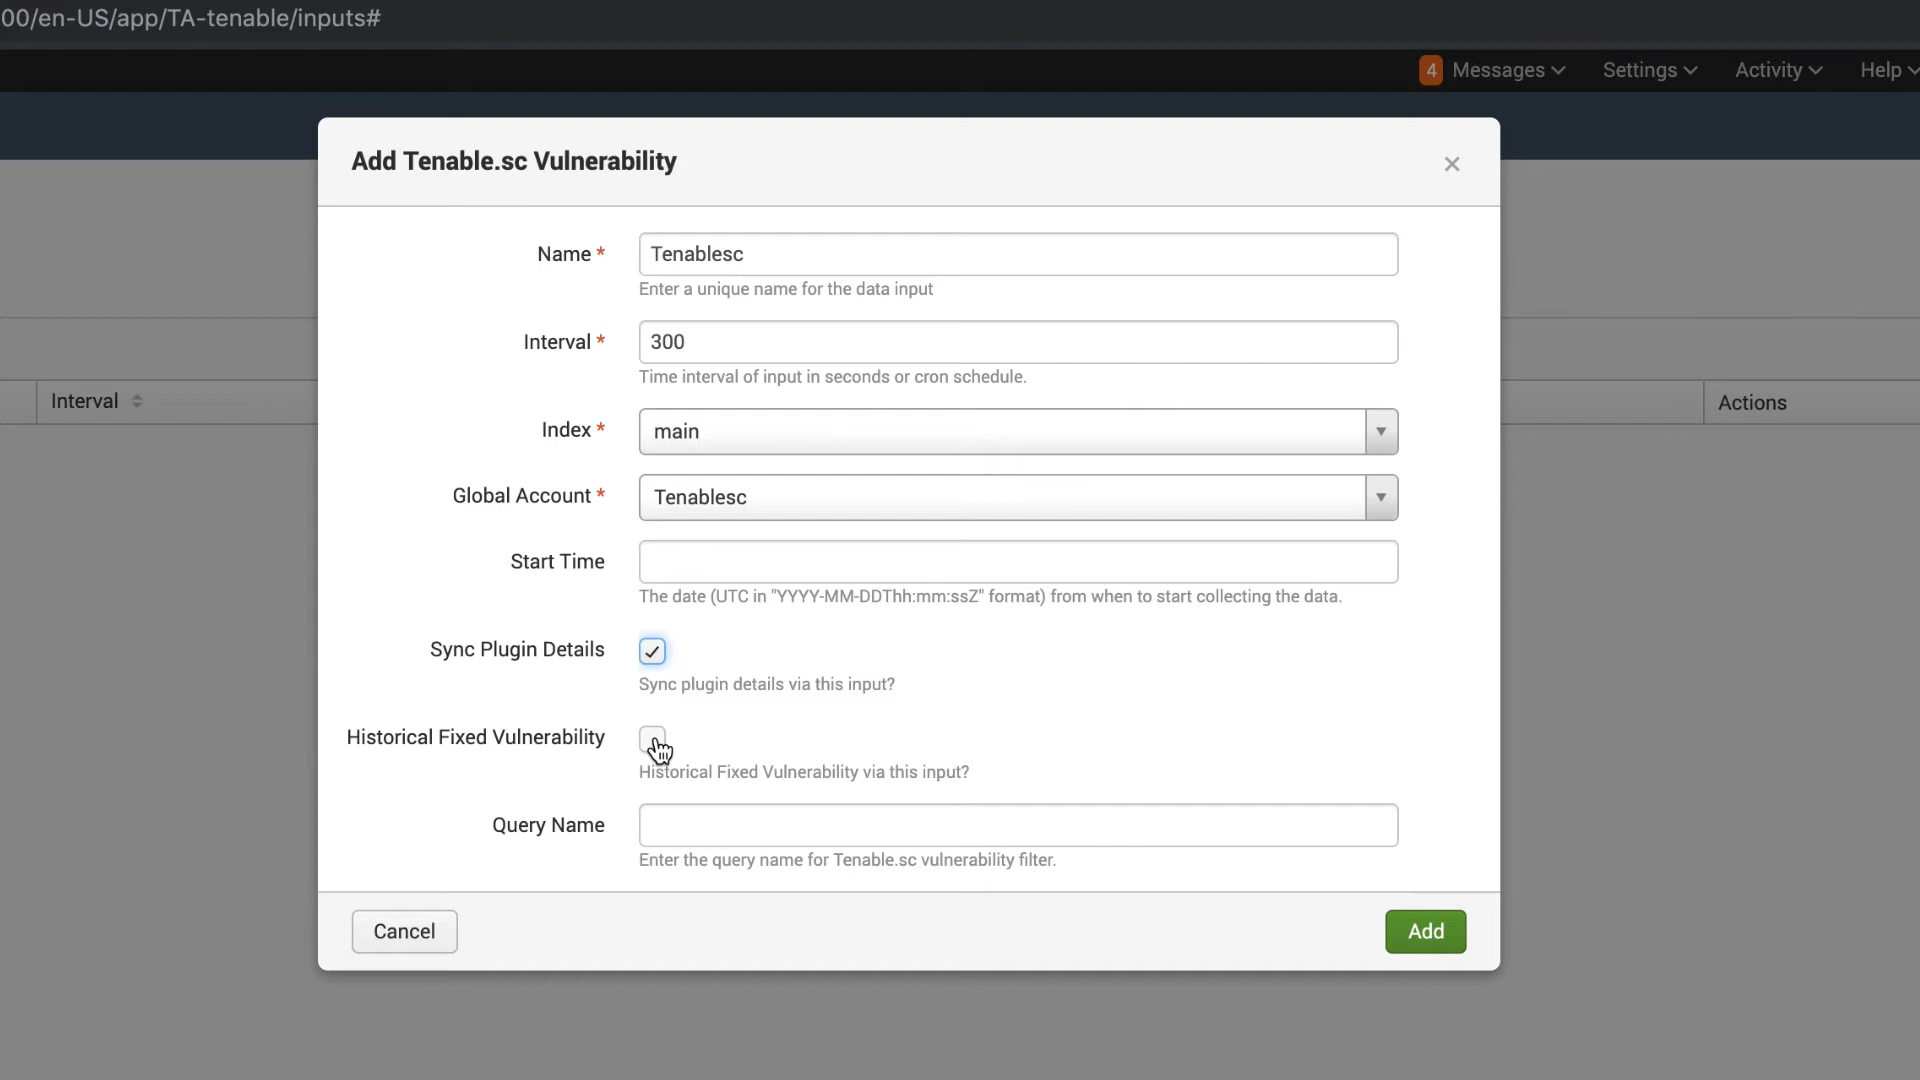 00/en-US/app/TA-tenable/inputs#
4 Messages Settings Activity Help
Add Tenable.sc Vulnerability
×
Name * Tenablesc
Enter a unique name for the data input
Interval * 300
Time interval of input in seconds or cron schedule.
Interval Actions
Index * main
Global Account * Tenablesc
Start Time
The date (UTC in "YYYY-MM-DDThh:mm:ssZ" format) from when to start collecting the data.
Sync Plugin Details
Sync plugin details via this input?
Historical Fixed Vulnerability
Historical Fixed Vulnerability via this input?
Query Name
Enter the query name for Tenable.sc vulnerability filter.
Cancel Add